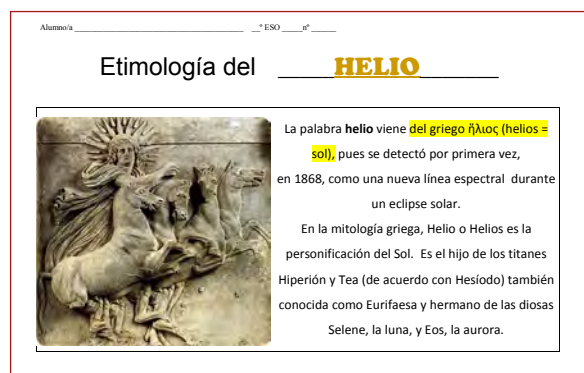 Alumno/a ______________________________________ __º ESO _____nº ______
Etimología del ____HELIO______
La palabra helio viene del griego ἥλιος (helios =
sol), pues se detectó por primera vez,
en 1868, como una nueva línea espectral durante
un eclipse solar.
En la mitología griega, Helio o Helios es la
personificación del Sol. Es el hijo de los titanes
Hiperión y Tea (de acuerdo con Hesíodo) también
conocida como Eurifaesa y hermano de las diosas
Selene, la luna, y Eos, la aurora.